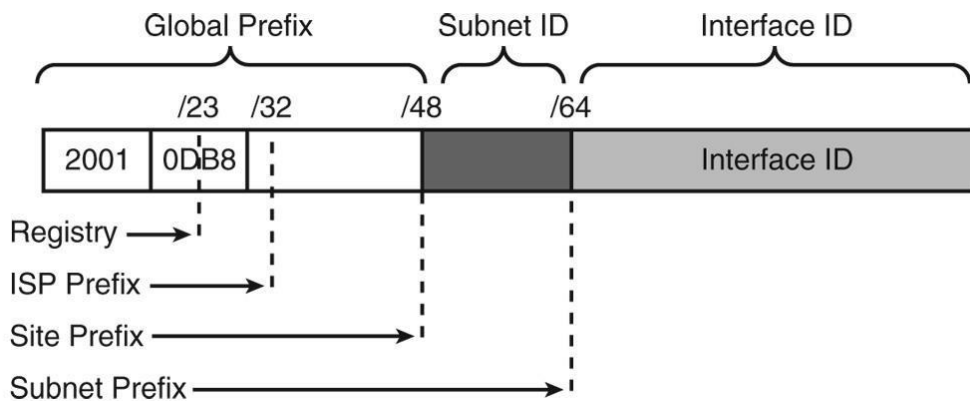 Global Prefix Subnet ID Interface ID
/23 /32 /48 /64
2001 0DB8 Interface ID
Registry
ISP Prefix
Site Prefix
Subnet Prefix